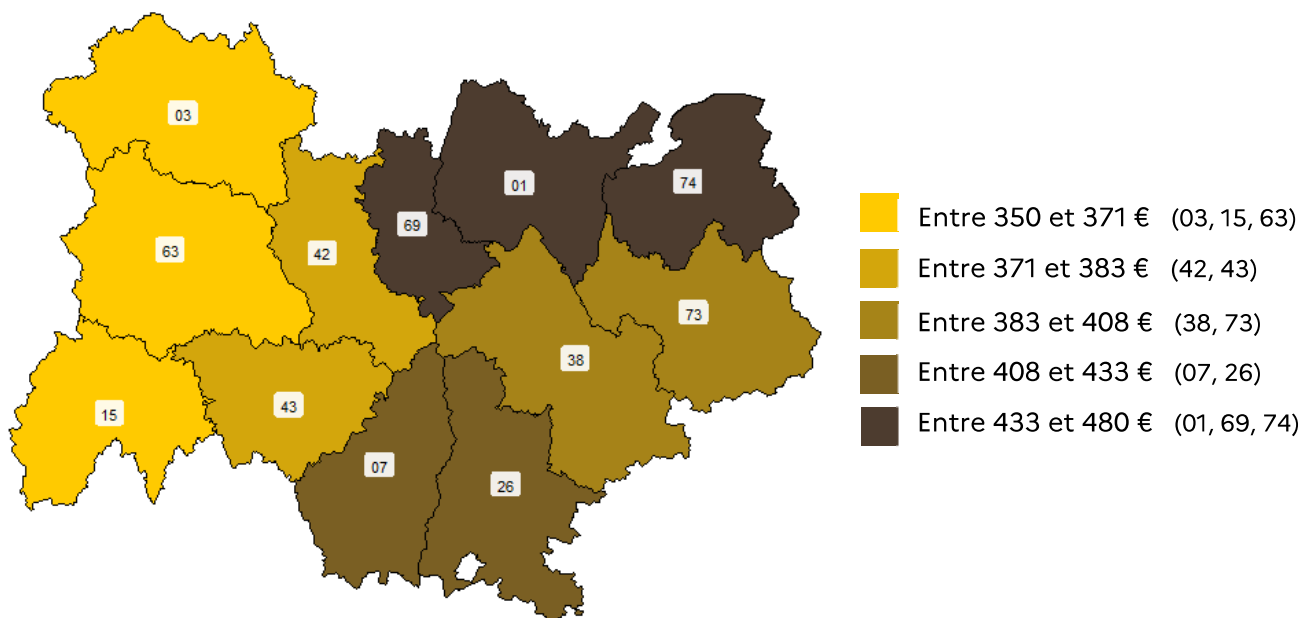 03
01
74
69
63
42
73
38
15
43
07
26
Entre 350 et 371 € (03, 15, 63)
Entre 371 et 383 € (42, 43)
Entre 383 et 408 € (38, 73)
Entre 408 et 433 € (07, 26)
Entre 433 et 480 € (01, 69, 74)